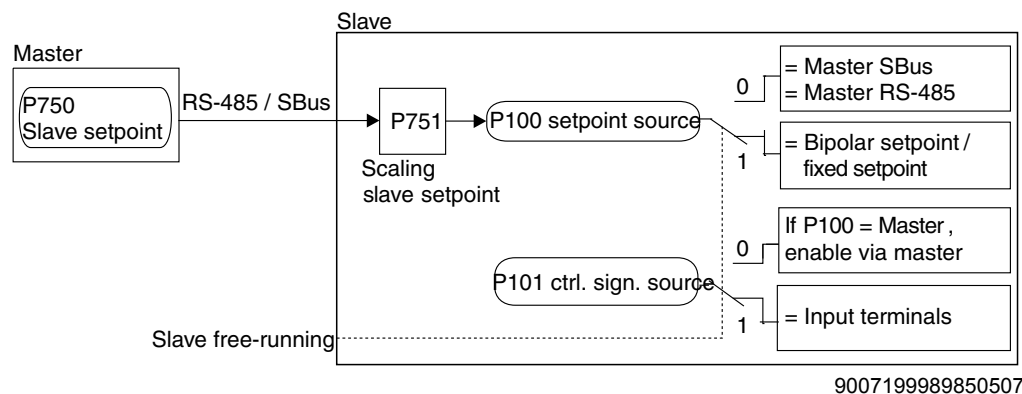 Slave
Master
P750
Slave setpoint
RS-485 / SBus
P751
Scaling
slave setpoint
P100 setpoint source
0
= Master SBus
= Master RS-485
1
= Bipolar setpoint /
fixed setpoint
P101 ctrl. sign. source
0
If P100 = Master ,
enable via master
1
= Input terminals
Slave free-running
9007199989850507